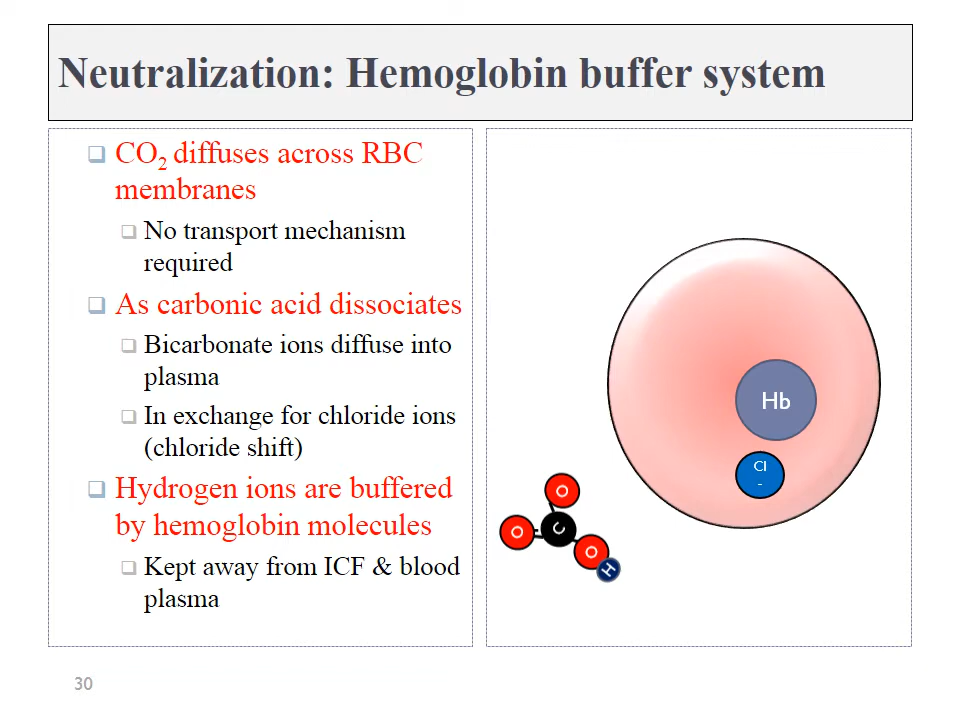 Neutralization: Hemoglobin buffer system
CO2 diffuses across RBC
membranes
No transport mechanism
required
As carbonic acid dissociates
Bicarbonate ions diffuse into
plasma
In exchange for chloride ions
(chloride shift)
Hydrogen ions are buffered
by hemoglobin molecules
Kept away from ICF & blood
plasma
Hb
Cl
-
O
O
C
O
H
30